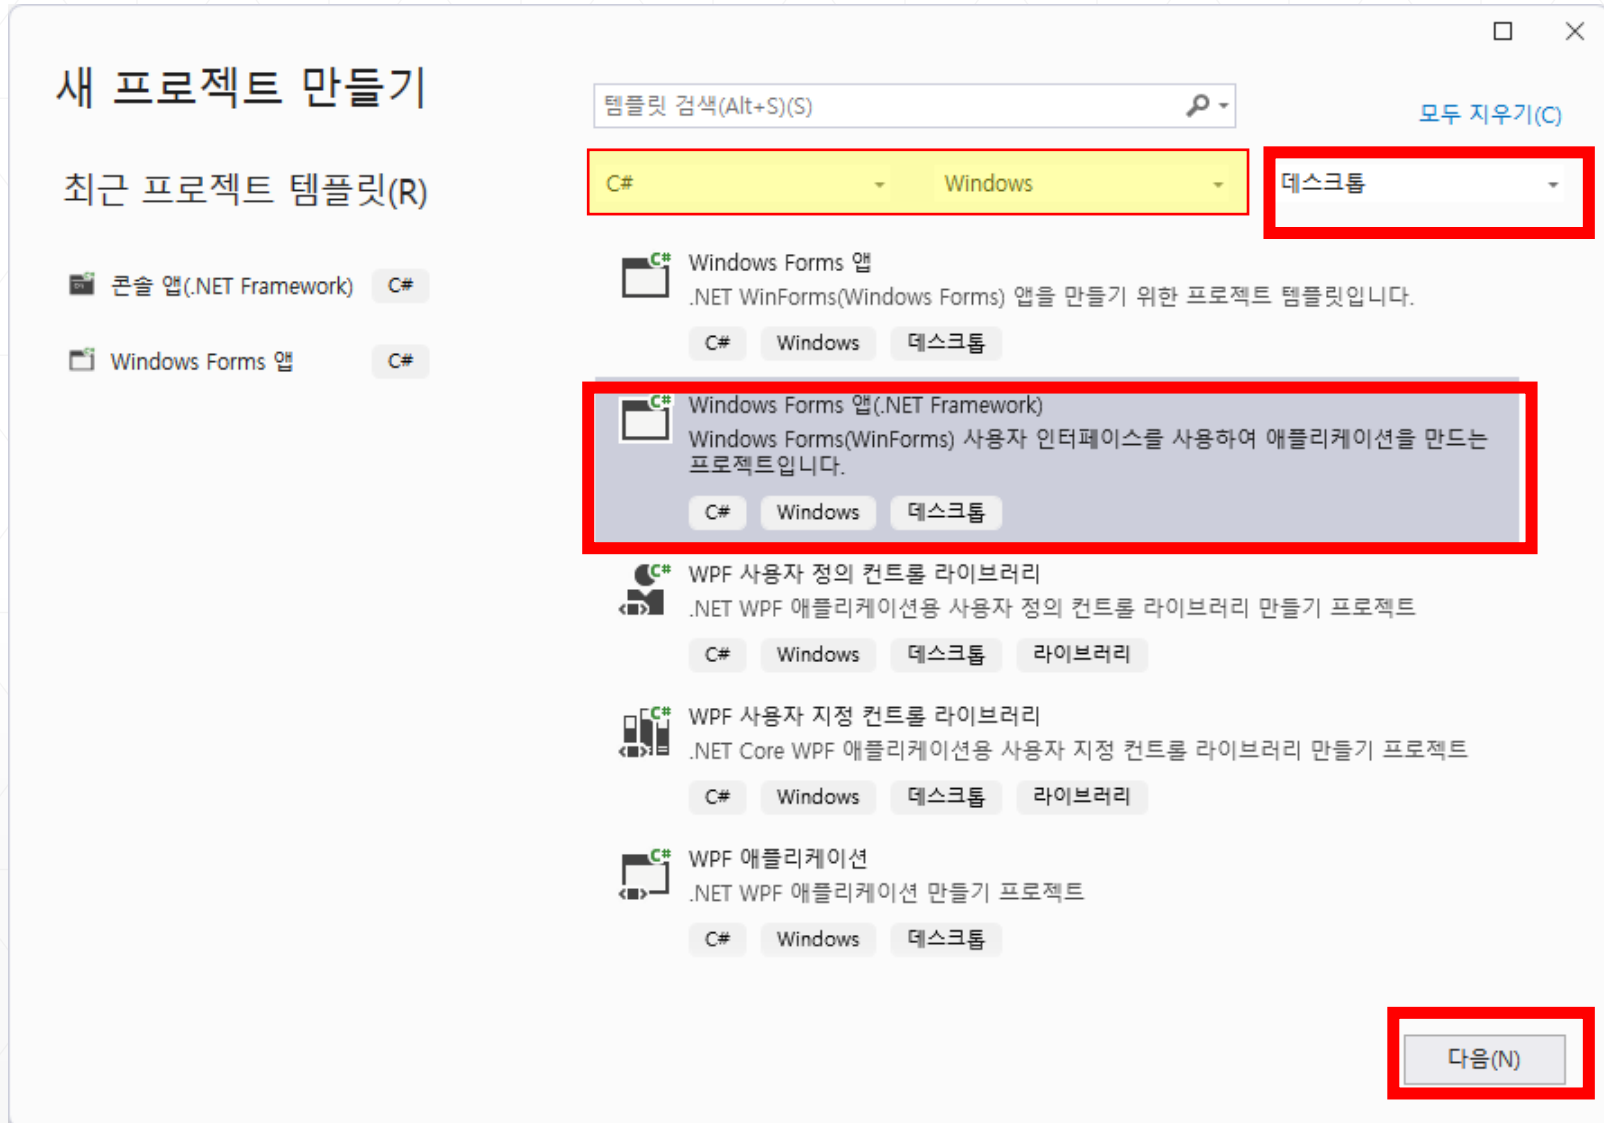 새 프로젝트 만들기
템플릿 검색(Alt+S)(S)
모두 지우기(C)
최근 프로젝트 템플릿(R)
C#
Windows
데스크톱
콘솔 앱(.NET Framework) C#
Windows Forms 앱 C#
Windows Forms 앱
.NET WinForms(Windows Forms) 앱을 만들기 위한 프로젝트 템플릿입니다.
C# Windows 데스크톱
Windows Forms 앱(.NET Framework)
Windows Forms(WinForms) 사용자 인터페이스를 사용하여 애플리케이션을 만드는
프로젝트입니다.
C# Windows 데스크톱
WPF 사용자 정의 컨트롤 라이브러리
.NET WPF 애플리케이션용 사용자 정의 컨트롤 라이브러리 만들기 프로젝트
C# Windows 데스크톱 라이브러리
WPF 사용자 지정 컨트롤 라이브러리
.NET Core WPF 애플리케이션용 사용자 지정 컨트롤 라이브러리 만들기 프로젝트
C# Windows 데스크톱 라이브러리
WPF 애플리케이션
.NET WPF 애플리케이션 만들기 프로젝트
C# Windows 데스크톱
다음(N)